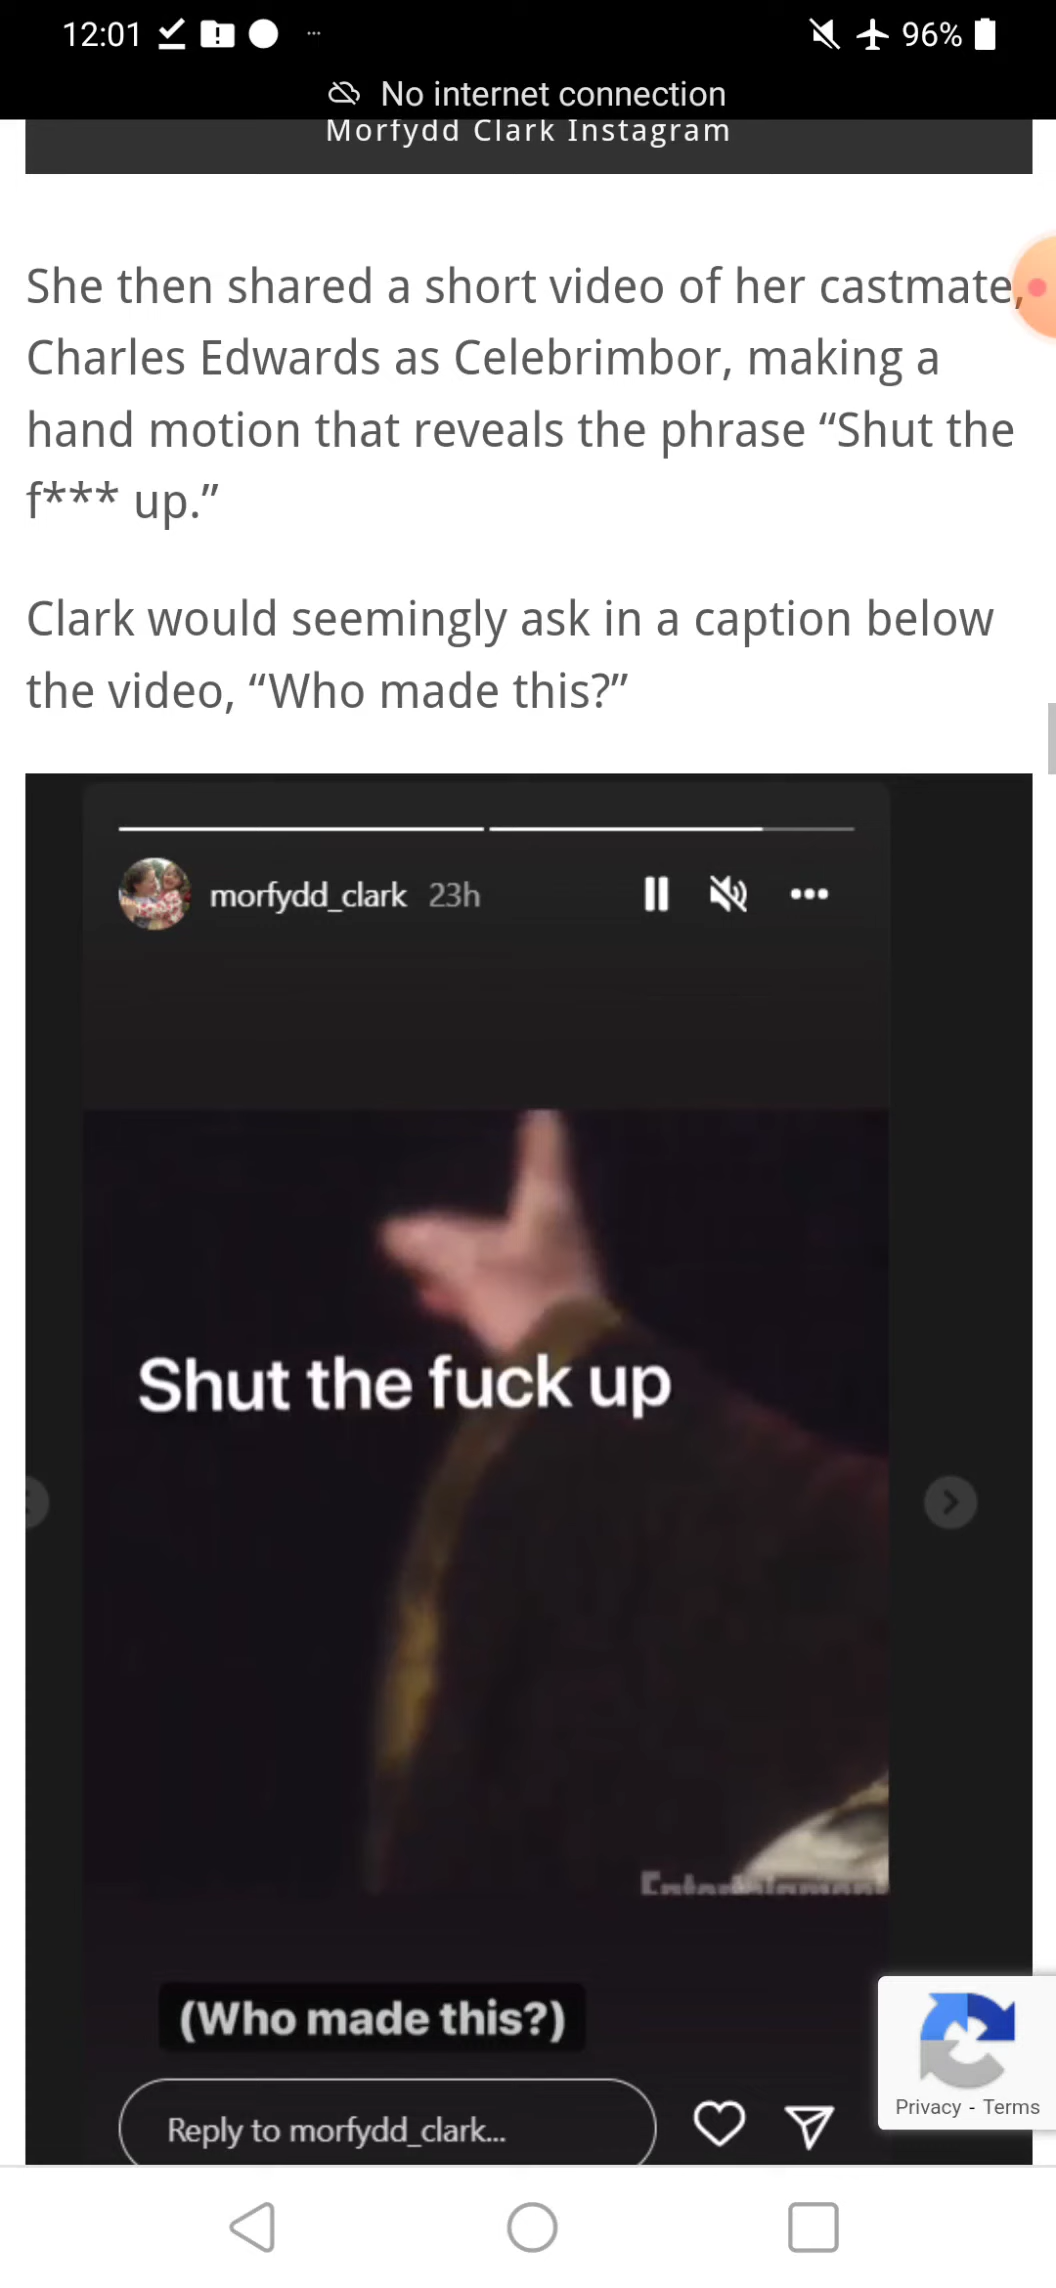 12:01
96%
No internet connection
Morfydd Clark Instagram
She then shared a short video of her castmate,
Charles Edwards as Celebrimbor, making a
hand motion that reveals the phrase “Shut the
f*** up.”
Clark would seemingly ask in a caption below
the video, “Who made this?”
morfydd_clark 23h
Shut the fuck up
Entertainment
(Who made this?)
Reply to morfydd_clark...
Privacy - Terms